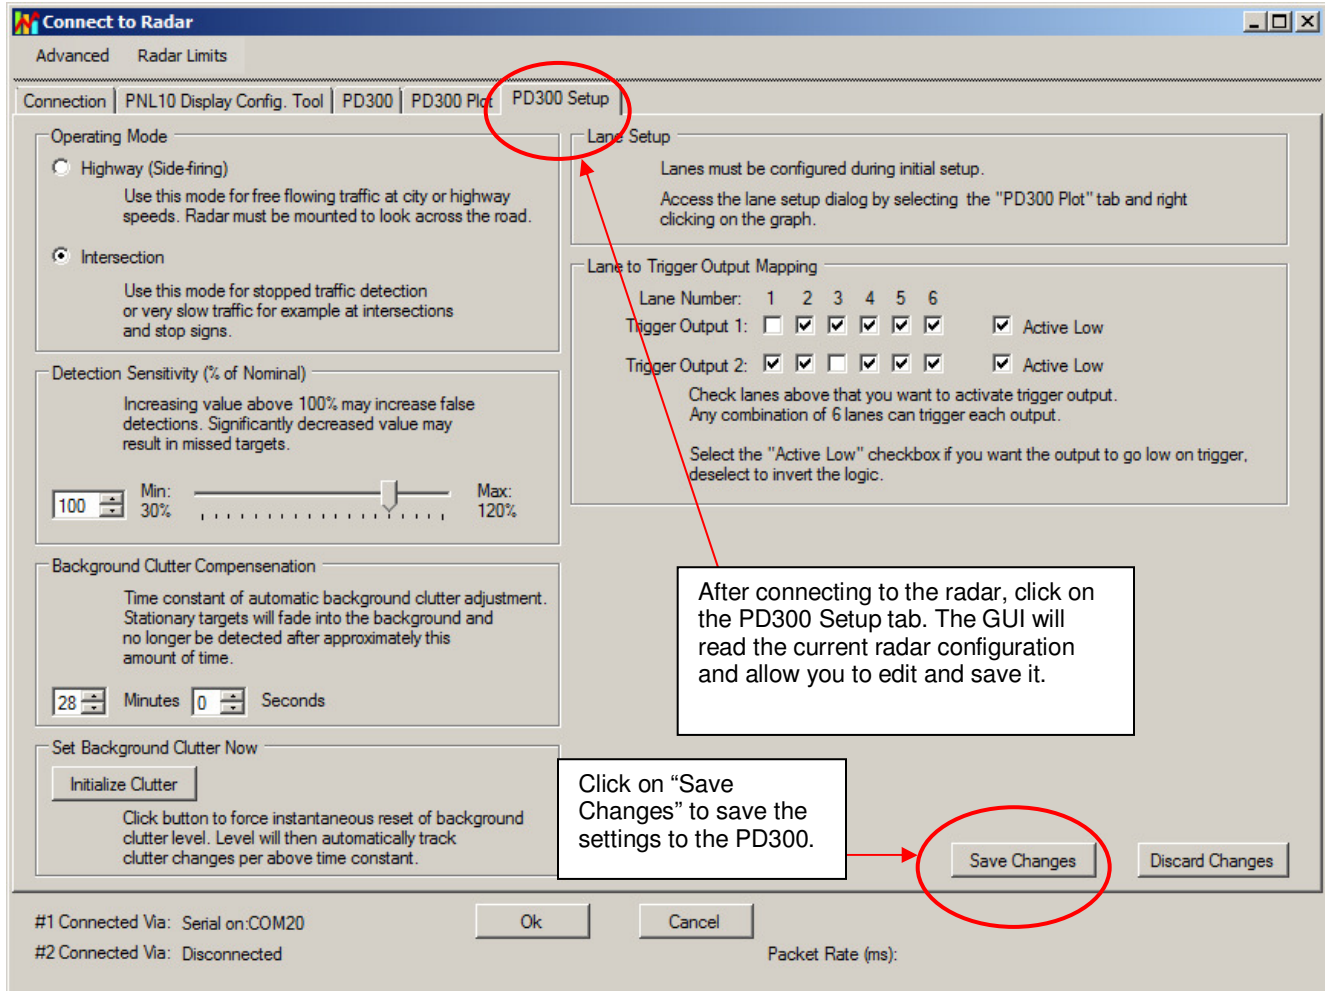 Connect to Radar
Advanced Radar Limits
Connection PNL10 Display Config. Tool PD300 PD300 Plot PD300 Setup
Operating Mode
Highway (Side-firing)
Use this mode for free flowing traffic at city or highway
speeds. Radar must be mounted to look across the road.
Intersection
Use this mode for stopped traffic detection
or very slow traffic for example at intersections
and stop signs.
Detection Sensitivity (% of Nominal)
Increasing value above 100% may increase false
detections. Significantly decreased value may
result in missed targets.
100 Min: Max:
30% 120%
Background Clutter Compensenation
Time constant of automatic background clutter adjustment.
Stationary targets will fade into the background and
no longer be detected after approximately this
amount of time.
28 Minutes 0 Seconds
Set Background Clutter Now
Initialize Clutter
Click button to force instantaneous reset of background
clutter level. Level will then automatically track
clutter changes per above time constant.
Lane Setup
Lanes must be configured during initial setup.
Access the lane setup dialog by selecting the "PD300 Plot" tab and right
clicking on the graph.
Lane to Trigger Output Mapping
Lane Number: 1 2 3 4 5 6
Trigger Output 1: Active Low
Trigger Output 2: Active Low
Check lanes above that you want to activate trigger output.
Any combination of 6 lanes can trigger each output.
Select the "Active Low" checkbox if you want the output to go low on trigger,
deselect to invert the logic.
After connecting to the radar, click on
the PD300 Setup tab. The GUI will
read the current radar configuration
and allow you to edit and save it.
Click on “Save
Changes” to save the
settings to the PD300.
Save Changes Discard Changes
#1 Connected Via: Serial on:COM20 Ok Cancel
#2 Connected Via: Disconnected Packet Rate (ms):